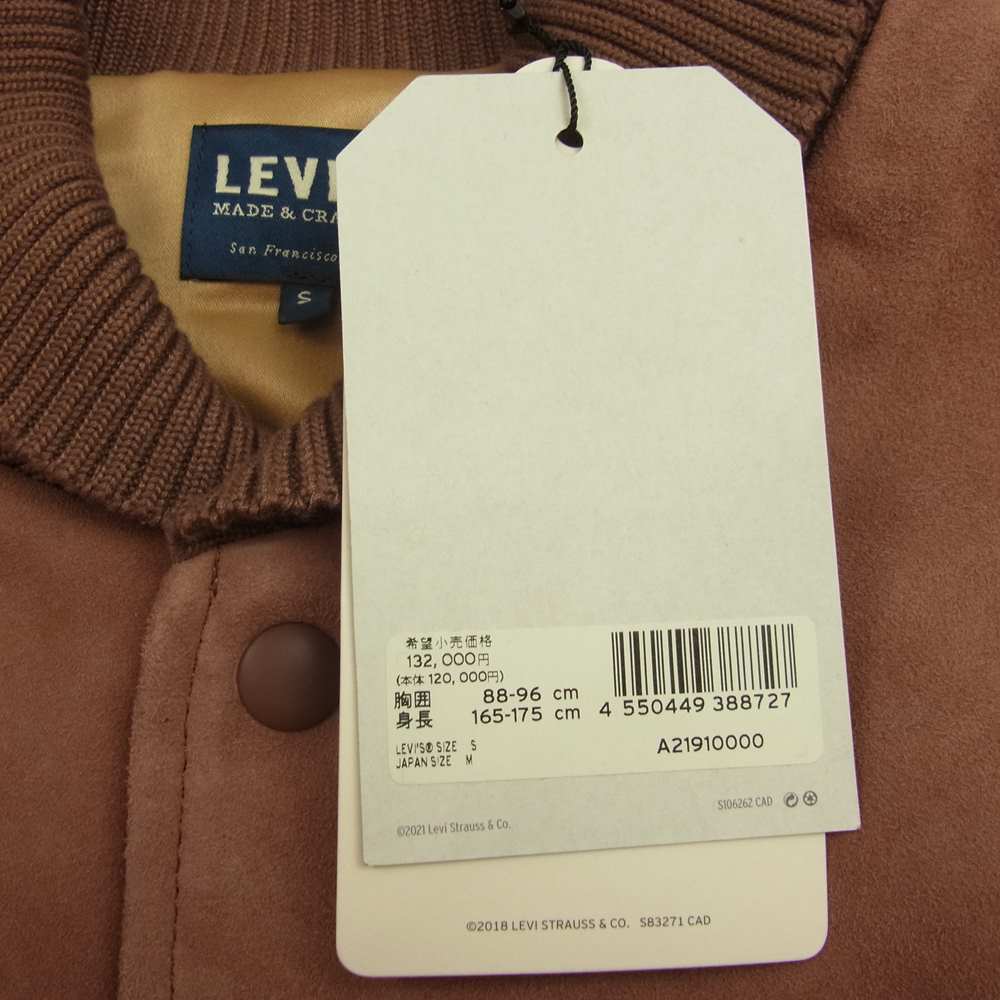 LEVI
MADE & CRA
San Francisco
S
希望小売価格
132,000円
(本体 120,000円)
胸囲 88-96 cm
身長 165-175 cm
LEVI'S® SIZE S
JAPAN SIZE M
4 550449 388727
A21910000
S106262 CAD
©2021 Levi Strauss & Co.
©2018 LEVI STRAUSS & CO. S83271 CAD